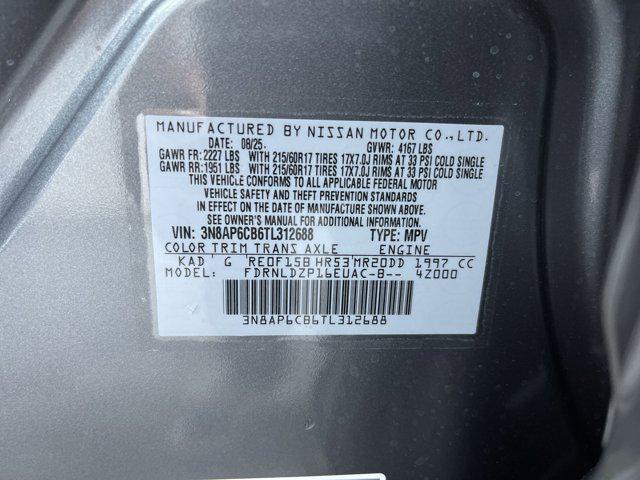 MANUFACTURED BY NISSAN MOTOR CO., LTD.
DATE: 08/25. GVWR: 4167 LBS
GAWR FR: 2227 LBS WITH 215/60R17 TIRES 17X7.0J RIMS AT 33 PSI COLD SINGLE
GAWR RR: 1951 LBS WITH 215/60R17 TIRES 17X7.0J RIMS AT 33 PSI COLD SINGLE
THIS VEHICLE CONFORMS TO ALL APPLICABLE FEDERAL MOTOR
VEHICLE SAFETY AND THEFT PREVENTION STANDARDS
IN EFFECT ON THE DATE OF MANUFACTURE SHOWN ABOVE.
SEE OWNER'S MANUAL FOR ADDITIONAL INFORMATION
VIN: 3N8AP6CB6TL312688 TYPE: MPV
COLOR TRIM TRANS AXLE ENGINE
KAD' G 'RE0F15B HR53'MR20DD 1997 CC
MODEL: FDRNLDZP16EUAC-B-- 4Z000
3N8AP6CB6TL312688